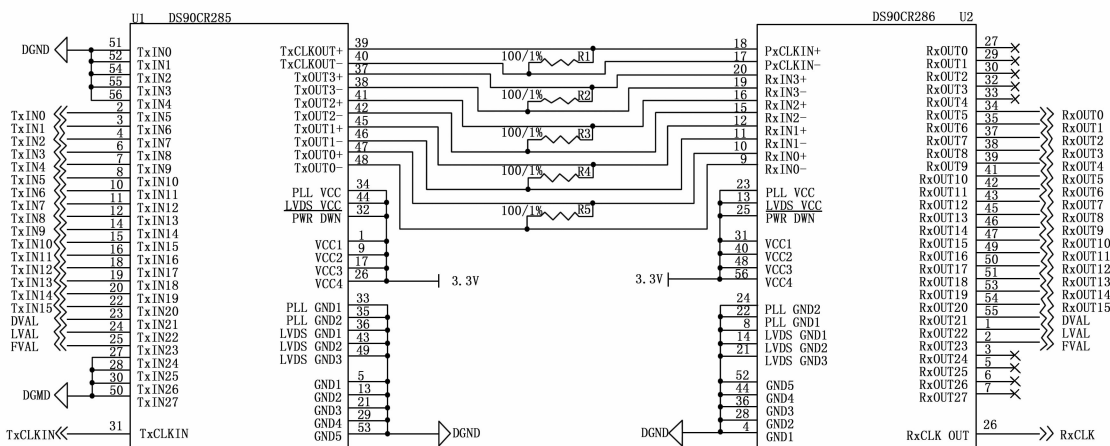 U1
DS90CR285
DS90CR286
U2
DGND
51
52
54
55
56
2
3
4
6
7
8
10
11
12
14
15
16
18
19
20
22
23
24
25
27
28
30
50
31
TxIN0
TxIN1
TxIN2
TxIN3
TxIN4
TxIN5
TxIN6
TxIN7
TxIN8
TxIN9
TxIN10
TxIN11
TxIN12
TxIN13
TxIN14
TxIN15
DVAL
LVAL
FVAL
DGMD
TxCLKIN
TxIN0
TxIN1
TxIN2
TxIN3
TxIN4
TxIN5
TxIN6
TxIN7
TxIN8
TxIN9
TxIN10
TxIN11
TxIN12
TxIN13
TxIN14
TxIN15
TxIN16
TxIN17
TxIN18
TxIN19
TxIN20
TxIN21
TxIN22
TxIN23
TxIN24
TxIN25
TxIN26
TxIN27
TxCLKIN
TxCLKOUT+
TxCLKOUT-
TxOUT3+
TxOUT3-
TxOUT2+
TxOUT2-
TxOUT1+
TxOUT1-
TxOUT0+
TxOUT0-
PLL VCC
LVDS VCC
PWR DWN
VCC1
VCC2
VCC3
VCC4
PLL GND1
PLL GND2
LVDS GND1
LVDS GND2
LVDS GND3
GND1
GND2
GND3
GND4
GND5
39
40
37
38
41
42
45
46
47
48
34
44
32
1
9
17
26
33
35
36
43
49
5
13
21
29
53
3.3V
DGND
100/1% R1
100/1% R2
100/1% R3
100/1% R4
100/1% R5
18
17
20
19
16
15
12
11
10
9
23
13
25
31
40
48
56
24
22
8
14
21
52
44
36
28
4
3.3V
DGND
PxCLKIN+
PxCLKIN-
RxIN3+
RxIN3-
RxIN2+
RxIN2-
RxIN1+
RxIN1-
RxIN0+
RxIN0-
PLL VCC
LVDS VCC
PWR DWN
VCC1
VCC2
VCC3
VCC4
PLL GND2
PLL GND1
LVDS GND1
LVDS GND2
LVDS GND3
GND5
GND4
GND3
GND2
GND1
RxOUT0
RxOUT1
RxOUT2
RxOUT3
RxOUT4
RxOUT5
RxOUT6
RxOUT7
RxOUT8
RxOUT9
RxOUT10
RxOUT11
RxOUT12
RxOUT13
RxOUT14
RxOUT15
RxOUT16
RxOUT17
RxOUT18
RxOUT19
RxOUT20
RxOUT21
RxOUT22
RxOUT23
RxOUT24
RxOUT25
RxOUT26
RxOUT27
RxCLK OUT
27
29
30
32
33
34
35
37
38
39
41
42
43
45
46
47
49
50
51
53
54
55
1
2
3
5
6
7
26
RxOUT0
RxOUT1
RxOUT2
RxOUT3
RxOUT4
RxOUT5
RxOUT6
RxOUT7
RxOUT8
RxOUT9
RxOUT10
RxOUT11
RxOUT12
RxOUT13
RxOUT14
RxOUT15
DVAL
LVAL
FVAL
RxCLK